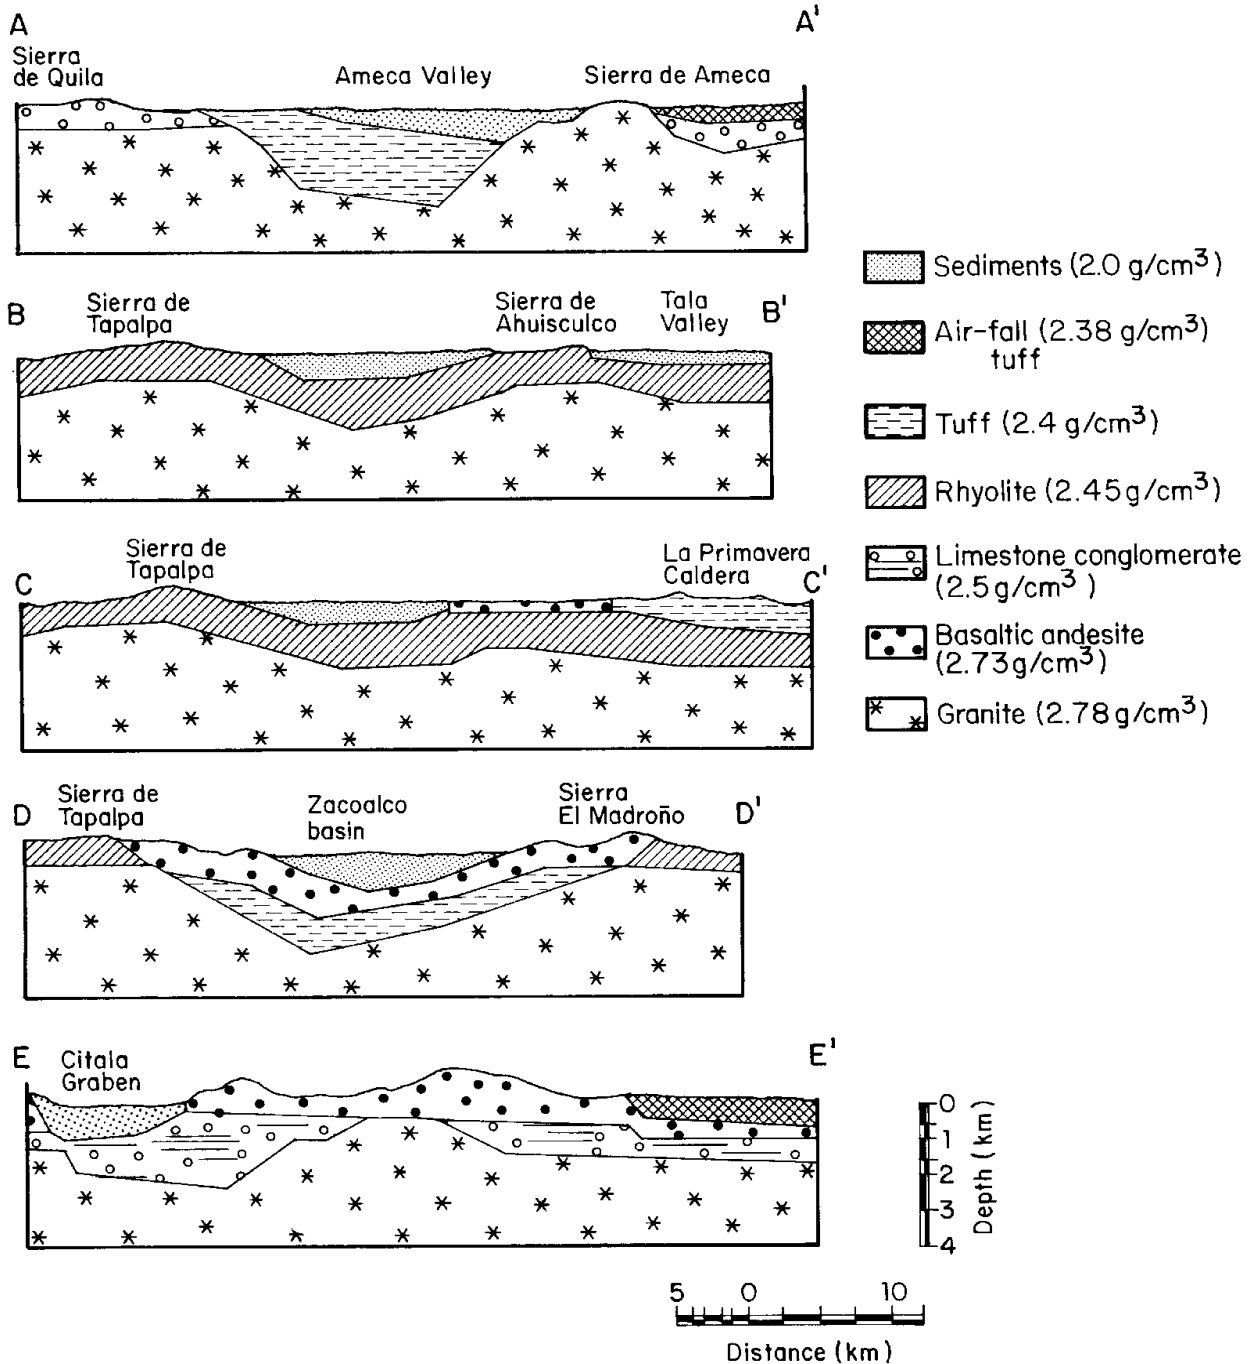 A
A'
Sierra
de Quila
Ameca Valley
Sierra de Ameca
B
Sierra de
Tapalpa
Sierra de
Ahuisculco
Tala
Valley
B'
C
Sierra de
Tapalpa
La Primavera
Caldera
C'
D
Sierra de
Tapalpa
Zacoalco
basin
Sierra
El Madroño
D'
E
Citala
Graben
E'
Sediments (2.0 g/cm³)
Air-fall (2.38 g/cm³)
tuff
Tuff (2.4 g/cm³)
Rhyolite (2.45 g/cm³)
Limestone conglomerate
(2.5 g/cm³)
Basaltic andesite
(2.73 g/cm³)
Granite (2.78 g/cm³)
0
1
2
3
4
Depth (km)
5 0 10
Distance (km)